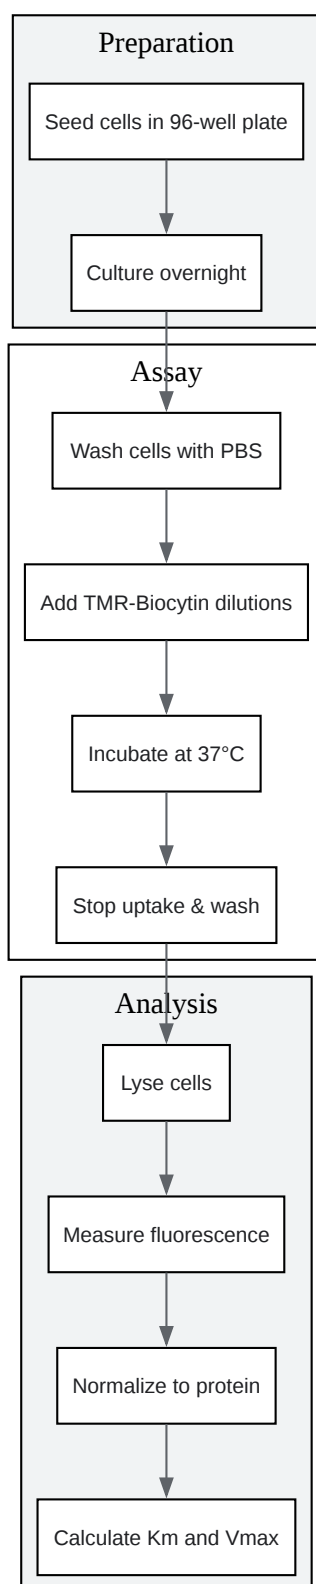 Preparation
Seed cells in 96-well plate
Culture overnight
Assay
Wash cells with PBS
Add TMR-Biocytin dilutions
Incubate at 37°C
Stop uptake & wash
Analysis
Lyse cells
Measure fluorescence
Normalize to protein
Calculate Km and Vmax